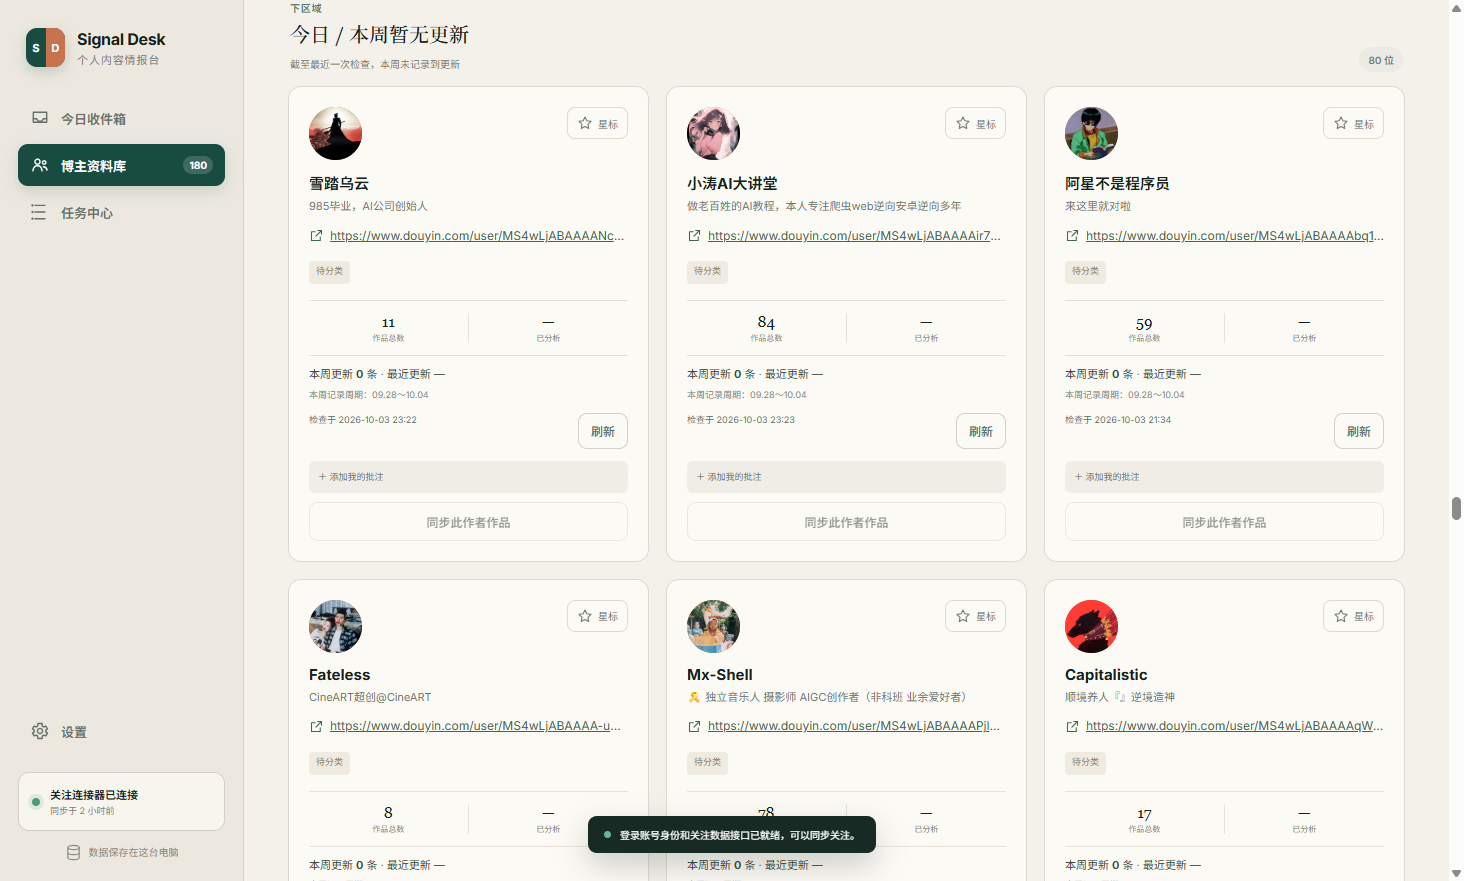 S D
Signal Desk
个人内容情报台
今日收件箱
博主资料库 180
任务中心
设置
关注连接器已连接
同步于 2 小时前
数据保存在这台电脑
下区域
今日 / 本周暂无更新
截至最近一次检查，本周未记录到更新
80 位
星标
雪踏乌云
985毕业，AI公司创始人
https://www.douyin.com/user/MS4wLjABAAAANc...
待分类
11
作品总数
—
已分析
本周更新 0 条 · 最近更新 —
本周记录周期：09.28～10.04
检查于 2026-10-03 23:22
刷新
+ 添加我的批注
同步此作者作品
星标
小涛AI大讲堂
做老百姓的AI教程，本人专注爬虫web逆向安卓逆向多年
https://www.douyin.com/user/MS4wLjABAAAAir7...
待分类
84
作品总数
—
已分析
本周更新 0 条 · 最近更新 —
本周记录周期：09.28～10.04
检查于 2026-10-03 23:23
刷新
+ 添加我的批注
同步此作者作品
星标
阿星不是程序员
来这里就对啦
https://www.douyin.com/user/MS4wLjABAAAAbq1...
待分类
59
作品总数
—
已分析
本周更新 0 条 · 最近更新 —
本周记录周期：09.28～10.04
检查于 2026-10-03 21:34
刷新
+ 添加我的批注
同步此作者作品
星标
Fateless
CineART超创@CineART
https://www.douyin.com/user/MS4wLjABAAAA-u...
待分类
8
作品总数
—
已分析
本周更新 0 条 · 最近更新 —
星标
Mx-Shell
独立音乐人 摄影师 AIGC创作者（非科班 业余爱好者）
https://www.douyin.com/user/MS4wLjABAAAAPjl...
待分类
78
—
已分析
本周更新 0 条 · 最近更新 —
星标
Capitalistic
顺境养人『』逆境造神
https://www.douyin.com/user/MS4wLjABAAAAqW...
待分类
17
作品总数
—
已分析
本周更新 0 条 · 最近更新 —
登录账号身份和关注数据接口已就绪，可以同步关注。